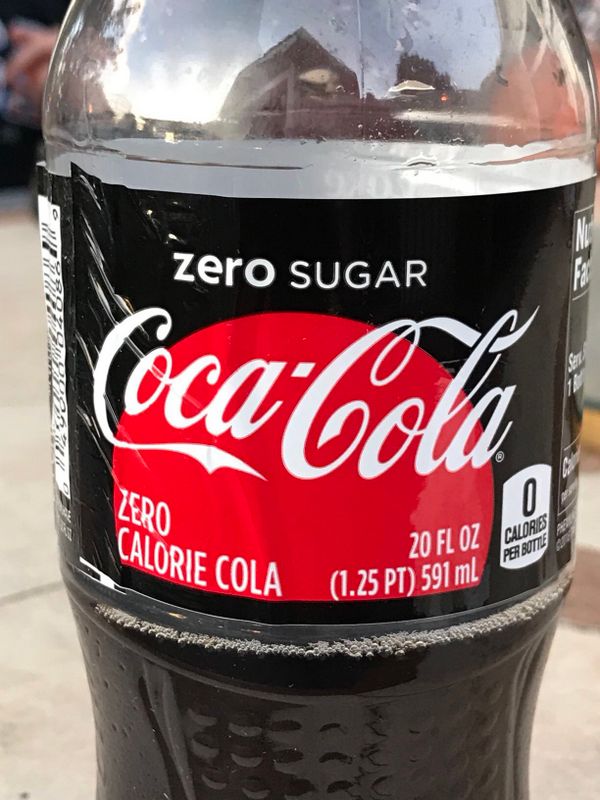 zero SUGAR
Coca-Cola®
ZERO
CALORIE COLA
20 FL OZ
(1.25 PT) 591 mL
0
CALORIES
PER BOTTLE